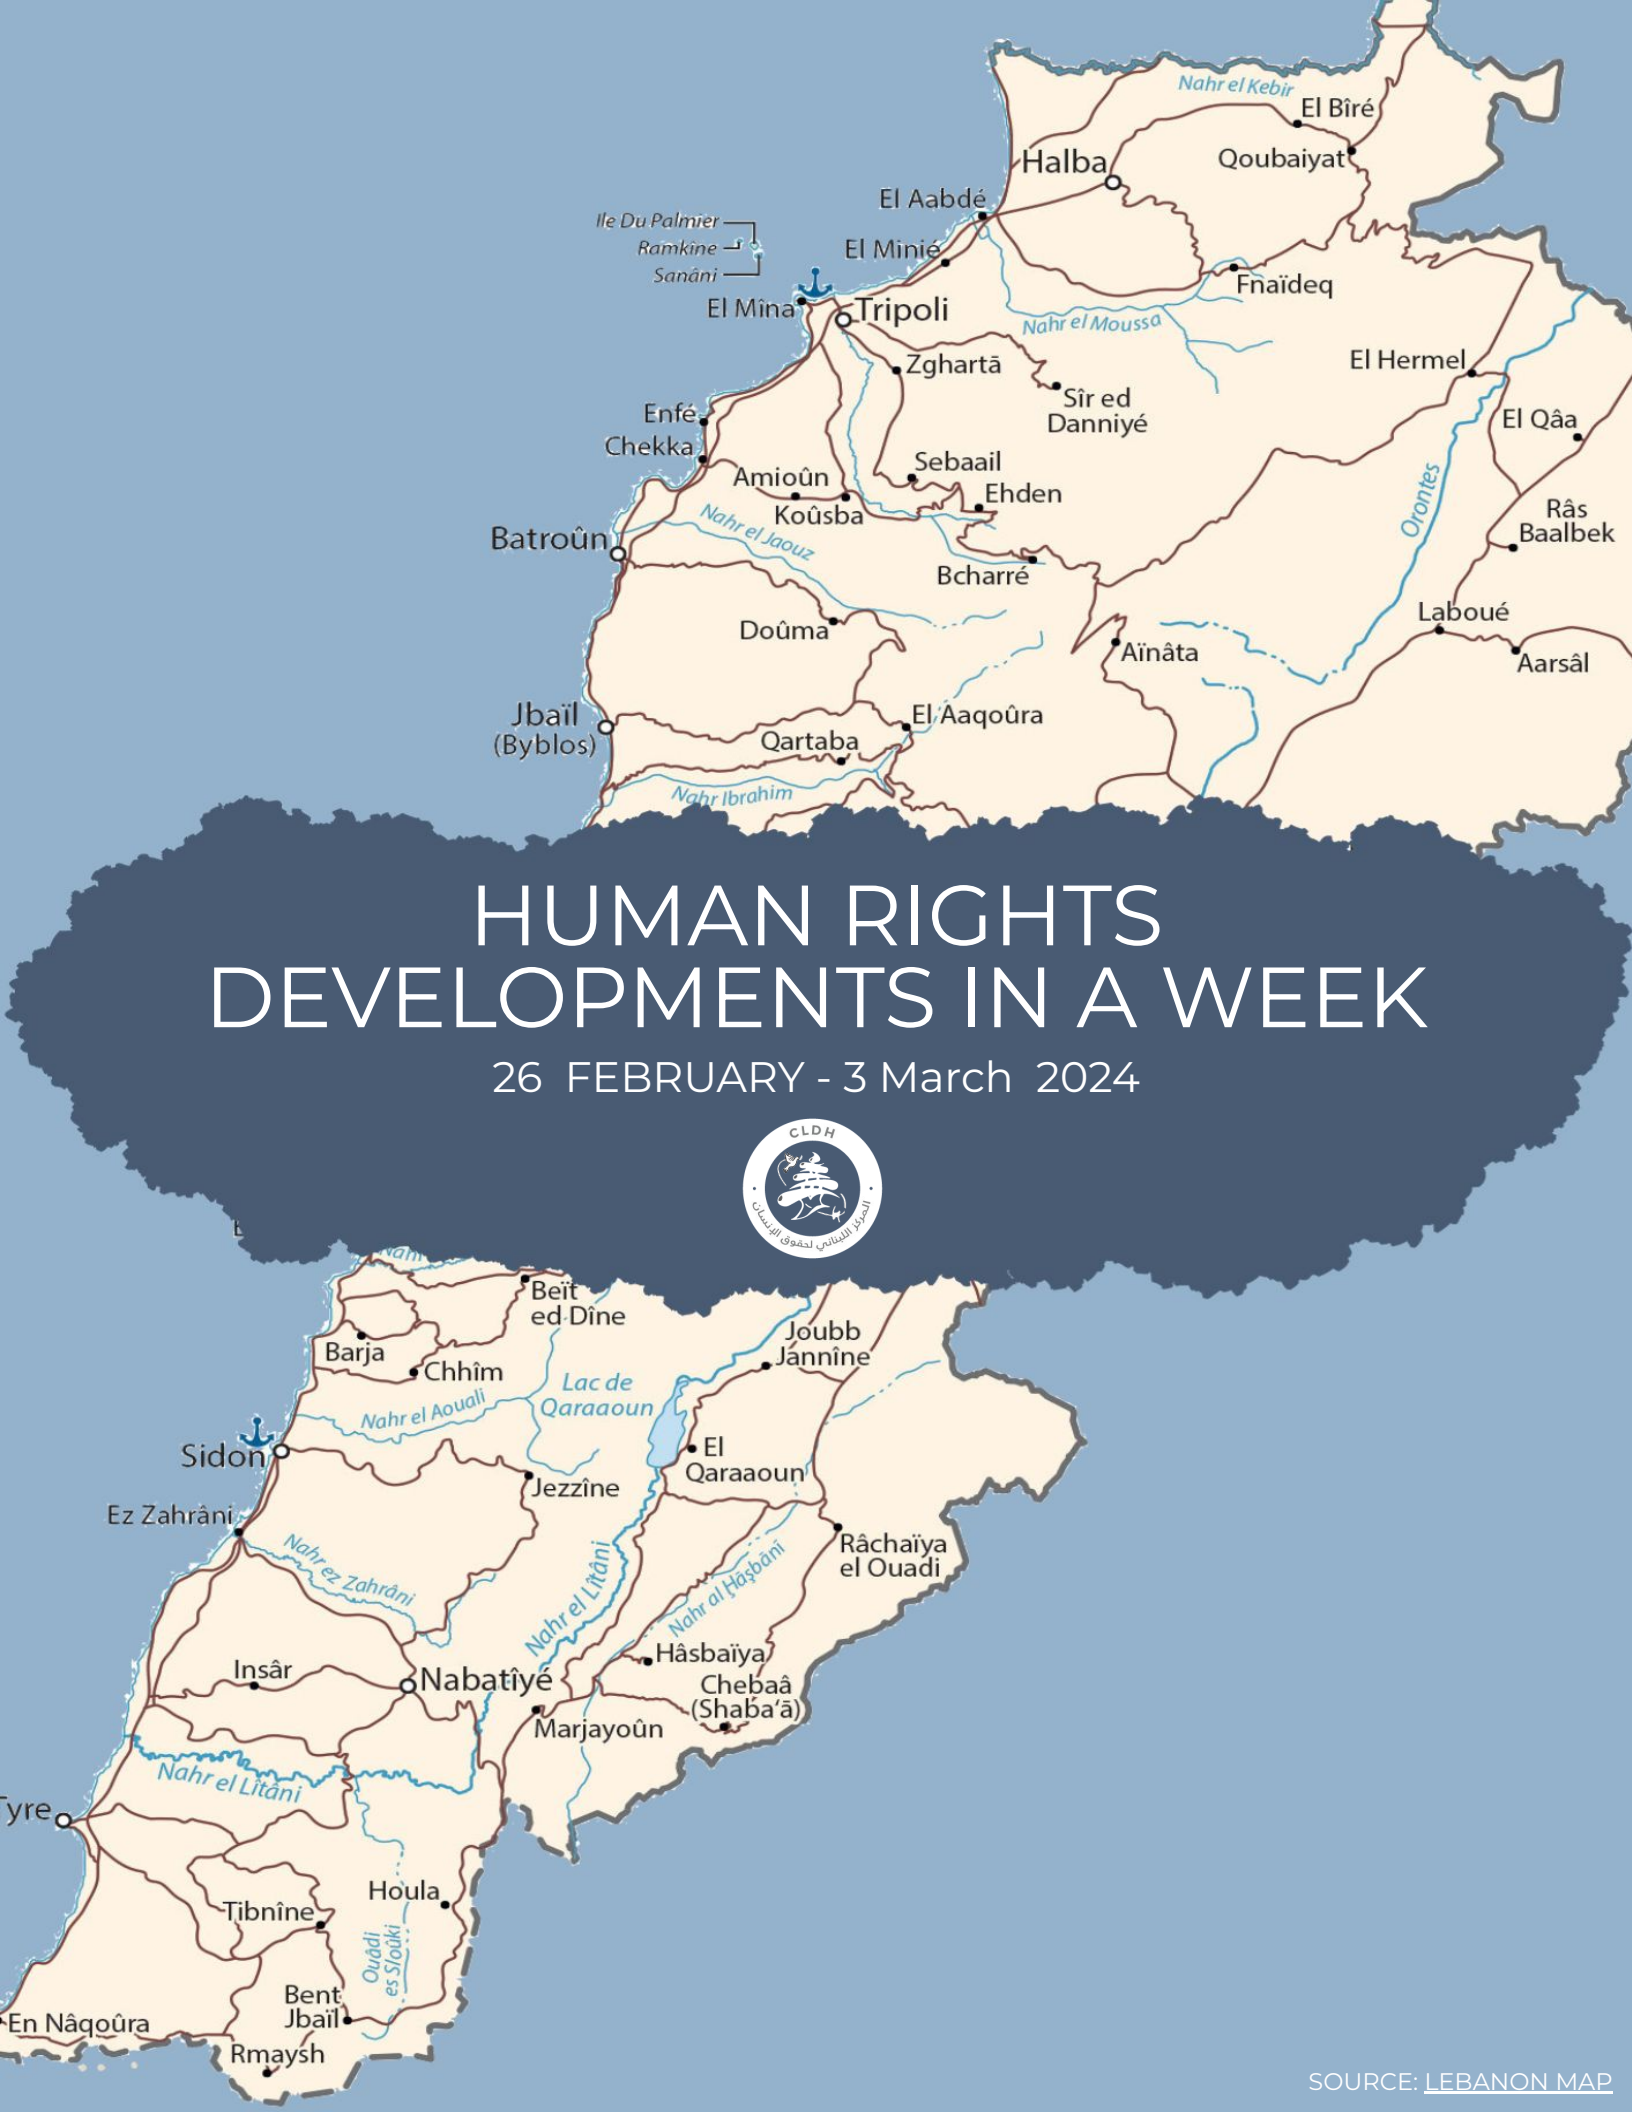 Nahr el Kebir
El Bîré
Halba
Qoubaiyat
El Aabdé
Ile Du Palmier
Ramkine
Sanâni
El Minié
Fnaïdeq
El Mîna
Tripoli
Nahr el Moussa
Zghartā
El Hermel
Sîr ed
Danniyé
Enfé
El Qâa
Chekka
Sebaail
Amioûn
Ehden
Orontes
Koûsba
Râs
Baalbek
Nahr el Jaouz
Batroûn
Bcharré
Laboué
Doûma
Aïnâta
Aarsâl
Jbaïl
(Byblos)
El Aaqoûra
Qartaba
Nahr Ibrahim
HUMAN RIGHTS
DEVELOPMENTS IN A WEEK
26 FEBRUARY - 3 March 2024
CLDH
المركز اللبناني لحقوق الإنسان
Nahr
Beït
ed Dîne
Joubb
Jannîne
Barja
Chhîm
Lac de
Qaraaoun
Nahr el Aouali
Sidon
El
Qaraaoun
Jezzîne
Ez Zahrâni
Nahr ez Zahrâni
Râchaïya
el Ouadi
Nahr el Lîtâni
Nahr al Ḩāşbānī
Hâsbaïya
Insâr
Nabatîyé
Chebaâ
(Shaba‘ā)
Marjayoûn
Nahr el Lîtâni
Tyre
Houla
Tibnîne
Ouâdi
es Sloûki
Bent
Jbaïl
En Nâqoûra
Rmaysh
SOURCE: LEBANON MAP